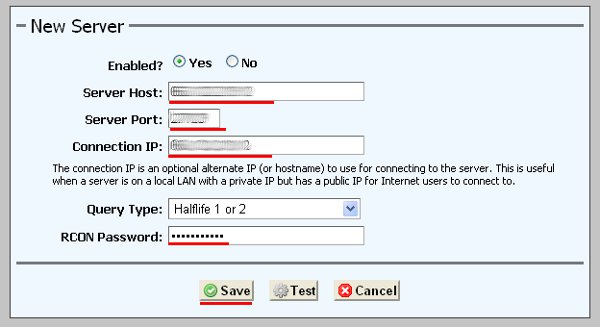 New Server
Enabled? Yes No
Server Host:
Server Port:
Connection IP:
The connection IP is an optional alternate IP (or hostname) to use for connecting to the server. This is useful
when a server is on a local LAN with a private IP but has a public IP for Internet users to connect to.
Query Type: Halflife 1 or 2
RCON Password: •••••••••••
Save Test Cancel